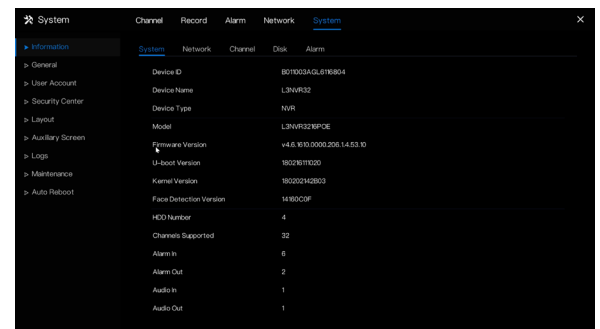 System Channel Record Alarm Network System
Information System Network Channel Disk Alarm
General
User Account
Security Center
Layout
Auxiliary Screen
Logs
Maintenance
Auto Reboot
Device ID B011003AGL6116804
Device Name L3NVR32
Device Type NVR
Model L3NVR3216POE
Firmware Version v4.6.1610.0000.206.1.4.53.10
U-boot Version 180216111020
Kernel Version 180202142B03
Face Detection Version 14160C0F
HDD Number 4
Channels Supported 32
Alarm In 6
Alarm Out 2
Audio In 1
Audio Out 1